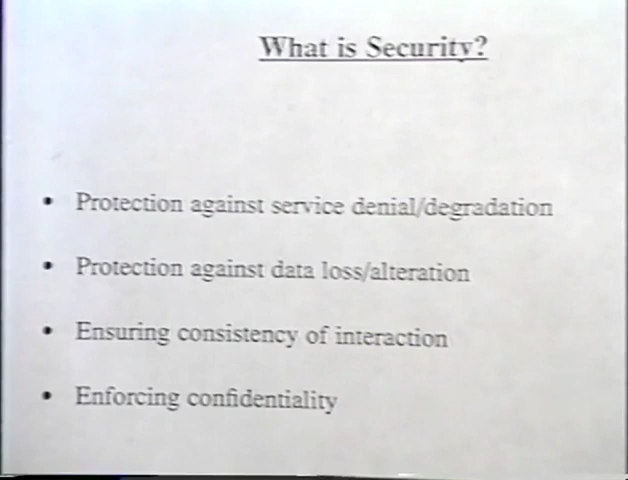 What is Security?
• Protection against service denial/degradation
• Protection against data loss/alteration
• Ensuring consistency of interaction
• Enforcing confidentiality